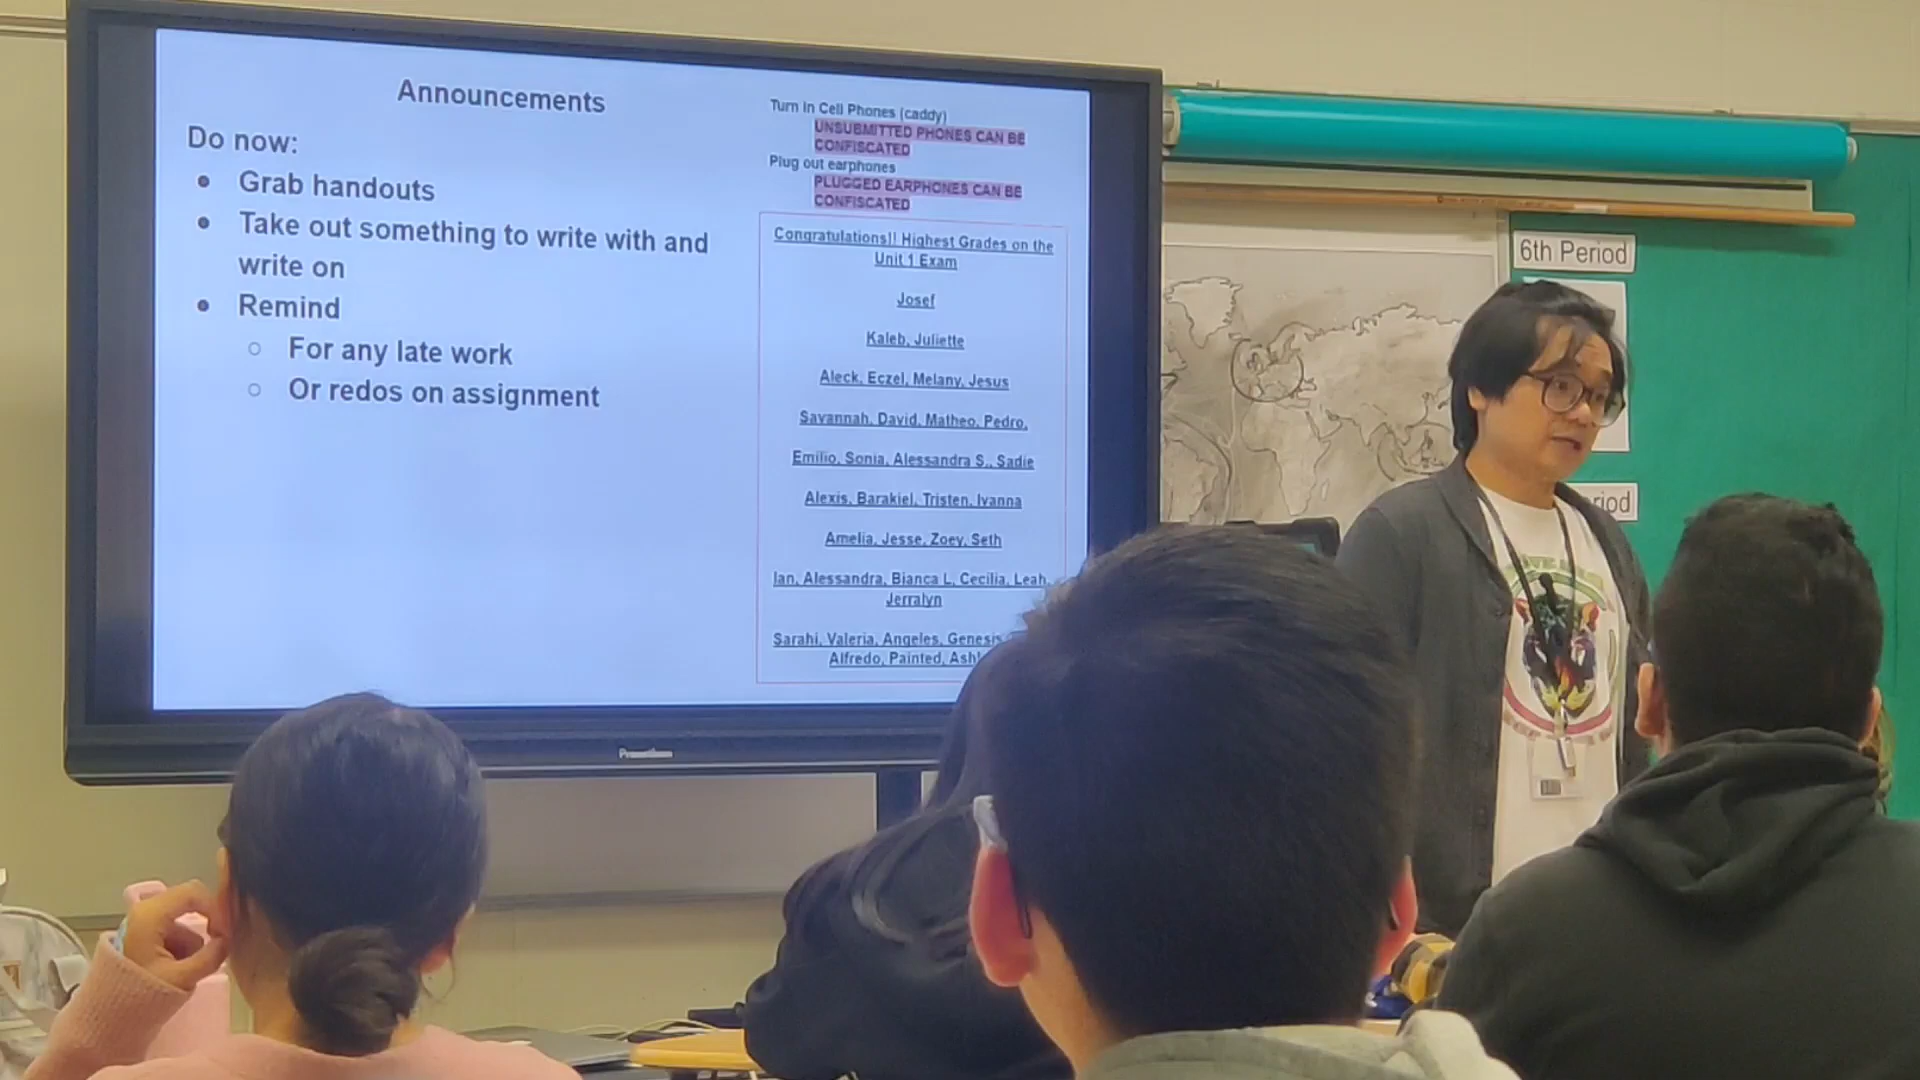 Announcements
Do now:
● Grab handouts
● Take out something to write with and
write on
● Remind
○ For any late work
○ Or redos on assignment
Turn in Cell Phones (caddy)
UNSUBMITTED PHONES CAN BE
CONFISCATED
Plug out earphones
PLUGGED EARPHONES CAN BE
CONFISCATED
Congratulations!! Highest Grades on the
Unit 1 Exam
Josef
Kaleb, Juliette
Aleck, Eczel, Melany, Jesus
Savannah, David, Matheo, Pedro,
Emilio, Sonia, Alessandra S., Sadie
Alexis, Barakiel, Tristen, Ivanna
Amelia, Jesse, Zoey, Seth
Ian, Alessandra, Bianca L, Cecilia, Leah,
Jerralyn
Sarahi, Valeria, Angeles, Genesis
Alfredo, Painted,
Promethean
6th Period